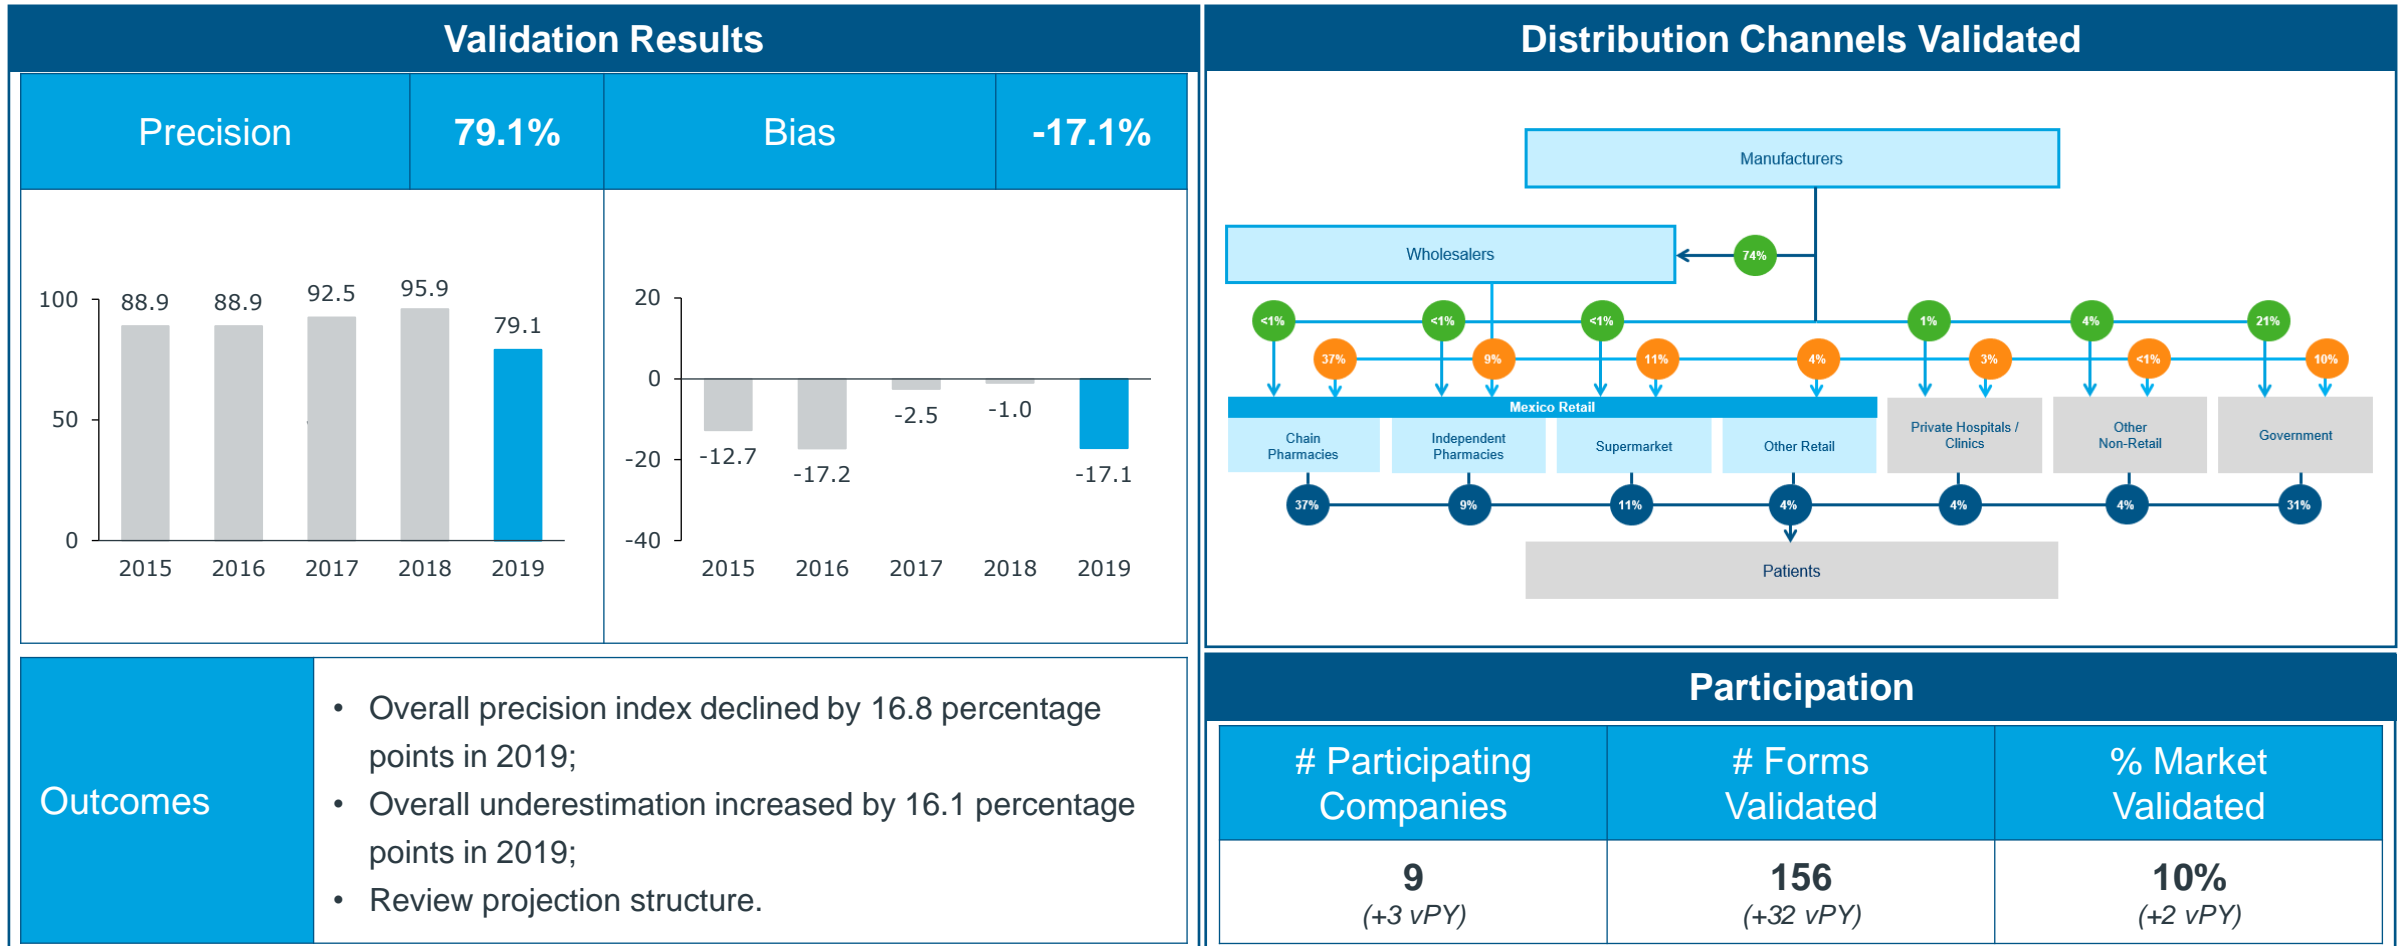 Validation Results
Precision
79.1%
Bias
-17.1%
100
50
0
88.9
88.9
92.5
95.9
79.1
2015
2016
2017
2018
2019
20
0
-20
-40
-12.7
-17.2
-2.5
-1.0
-17.1
2015
2016
2017
2018
2019
Outcomes
• Overall precision index declined by 16.8 percentage
points in 2019;
• Overall underestimation increased by 16.1 percentage
points in 2019;
• Review projection structure.
Distribution Channels Validated
Manufacturers
Wholesalers
74%
<1%
<1%
<1%
1%
4%
21%
37%
9%
11%
4%
3%
<1%
10%
Mexico Retail
Chain
Pharmacies
Independent
Pharmacies
Supermarket
Other Retail
Private Hospitals /
Clinics
Other
Non-Retail
Government
37%
9%
11%
4%
4%
4%
31%
Patients
Participation
# Participating
Companies
# Forms
Validated
% Market
Validated
9
(+3 vPY)
156
(+32 vPY)
10%
(+2 vPY)